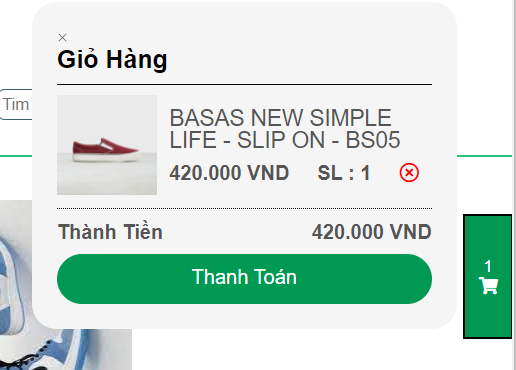 Giỏ Hàng
Tim
BASAS NEW SIMPLE
LIFE - SLIP ON - BS05
420.000 VND SL : 1
Thành Tiền 420.000 VND
Thanh Toán
1